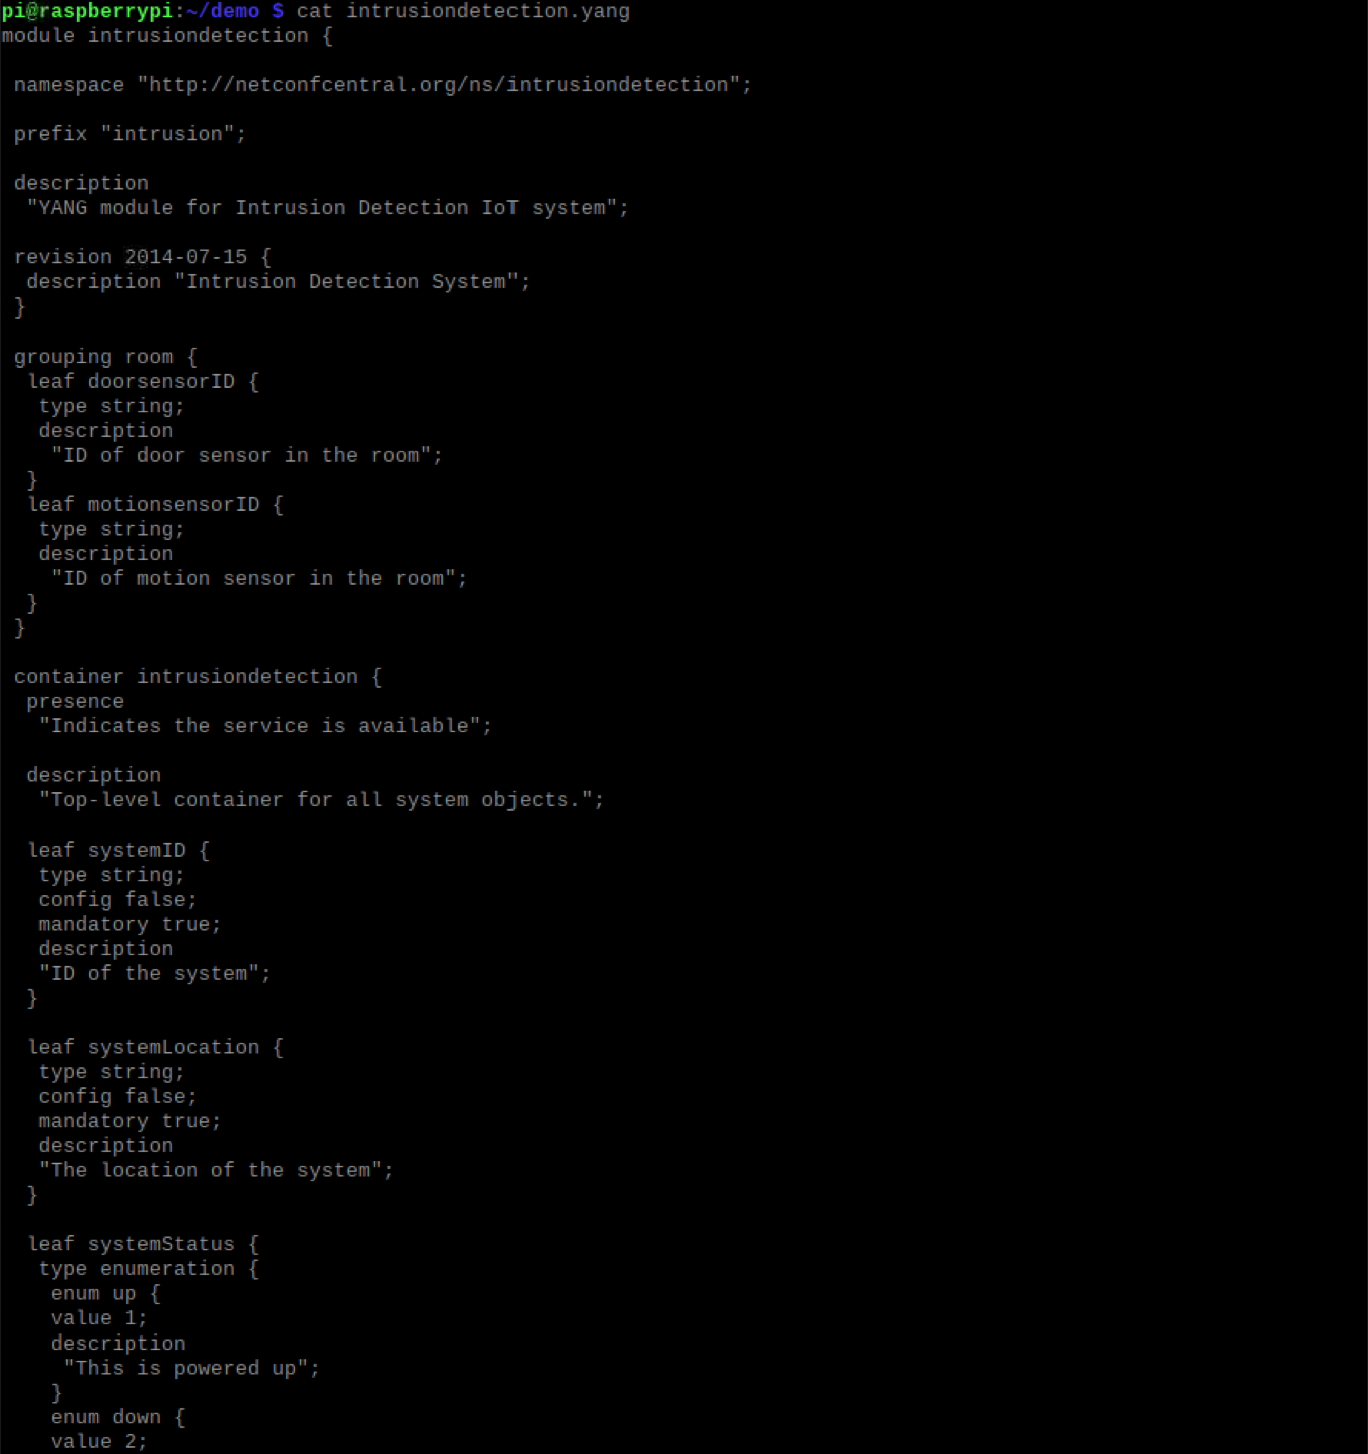 pi@raspberrypi:~/demo $ cat intrusiondetection.yang
module intrusiondetection {

 namespace "http://netconfcentral.org/ns/intrusiondetection";

 prefix "intrusion";

 description
  "YANG module for Intrusion Detection IoT system";

 revision 2014-07-15 {
  description "Intrusion Detection System";
 }

 grouping room {
  leaf doorsensorID {
   type string;
   description
    "ID of door sensor in the room";
  }
  leaf motionsensorID {
   type string;
   description
    "ID of motion sensor in the room";
  }
 }

 container intrusiondetection {
  presence
   "Indicates the service is available";

  description
   "Top-level container for all system objects.";

  leaf systemID {
   type string;
   config false;
   mandatory true;
   description
   "ID of the system";
  }

  leaf systemLocation {
   type string;
   config false;
   mandatory true;
   description
   "The location of the system";
  }

  leaf systemStatus {
   type enumeration {
    enum up {
    value 1;
    description
     "This is powered up";
    }
    enum down {
    value 2;